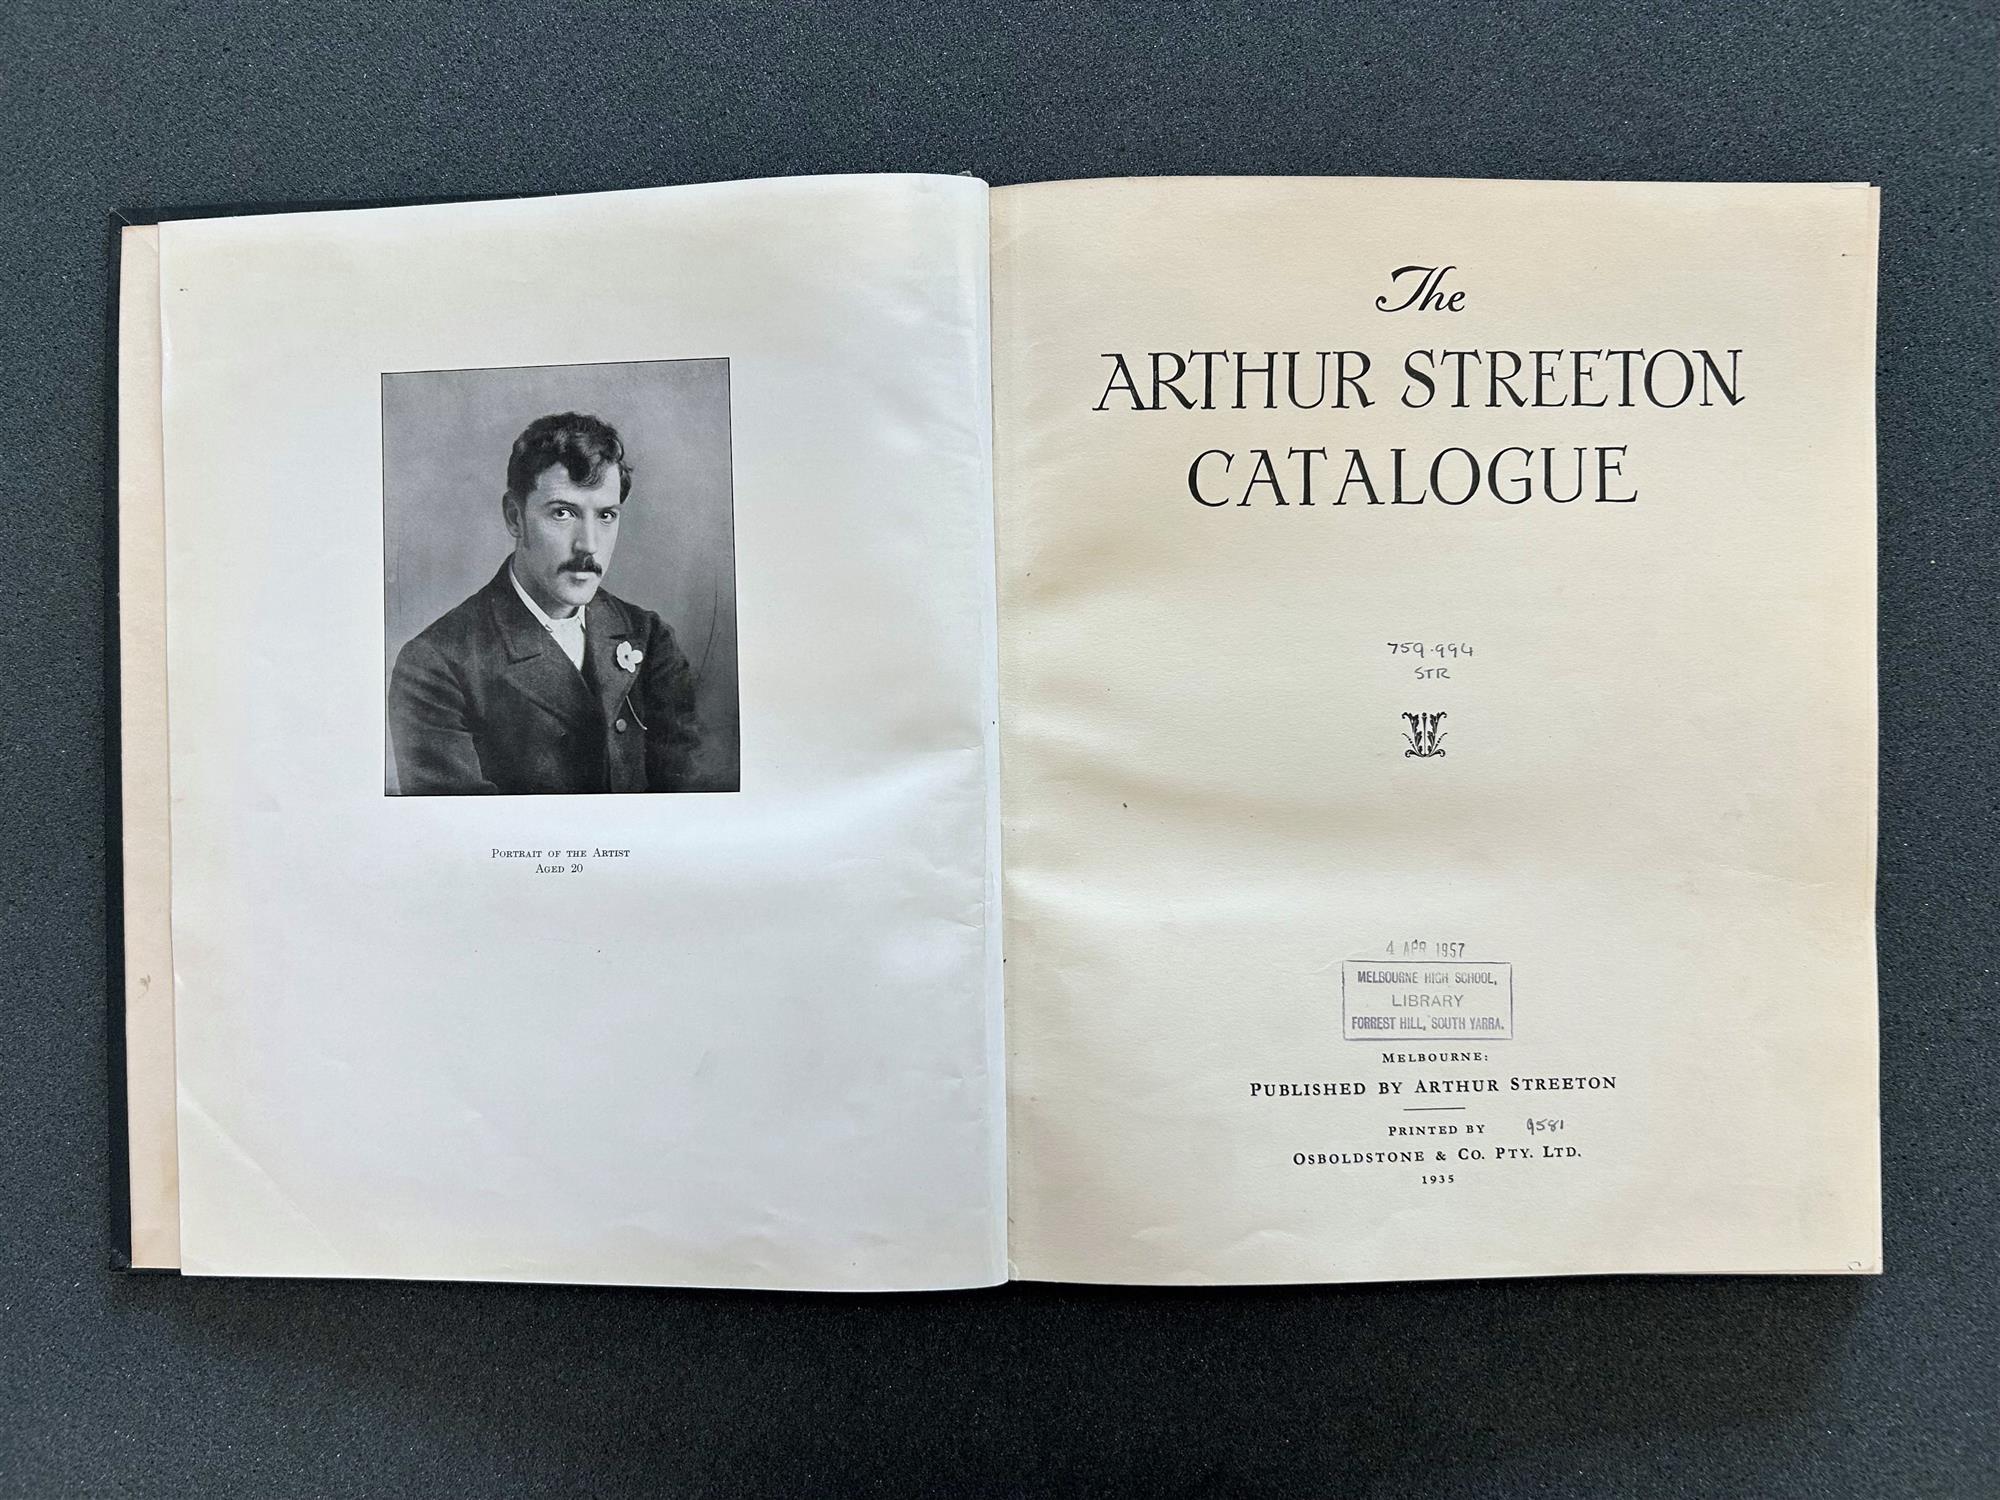 PORTRAIT OF THE ARTIST
AGED 20
The
ARTHUR STREETON
CATALOGUE
759.994
STR
4 APR 1957
MELBOURNE HIGH SCHOOL,
LIBRARY
FORREST HILL, SOUTH YARRA.
MELBOURNE:
PUBLISHED BY ARTHUR STREETON
PRINTED BY 9581
OSBOLDSTONE & CO. PTY. LTD.
1935